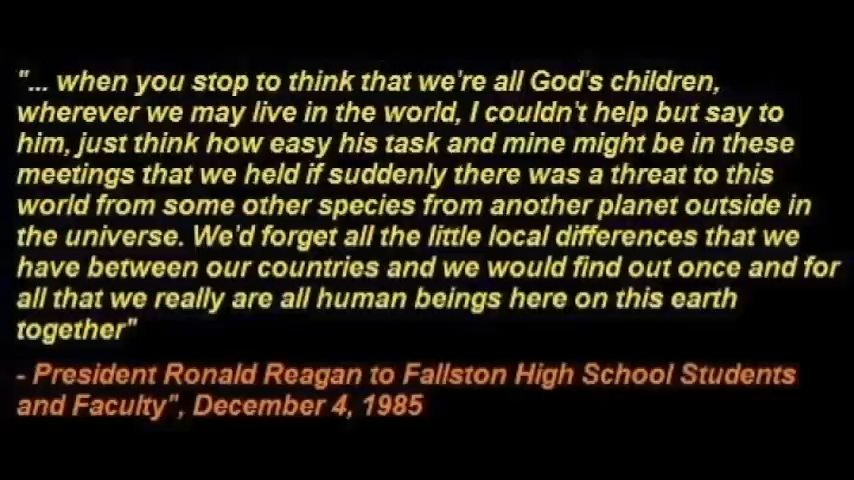 "... when you stop to think that we're all God's children,
wherever we may live in the world, I couldn't help but say to
him, just think how easy his task and mine might be in these
meetings that we held if suddenly there was a threat to this
world from some other species from another planet outside in
the universe. We'd forget all the little local differences that we
have between our countries and we would find out once and for
all that we really are all human beings here on this earth
together"
- President Ronald Reagan to Fallston High School Students
and Faculty", December 4, 1985